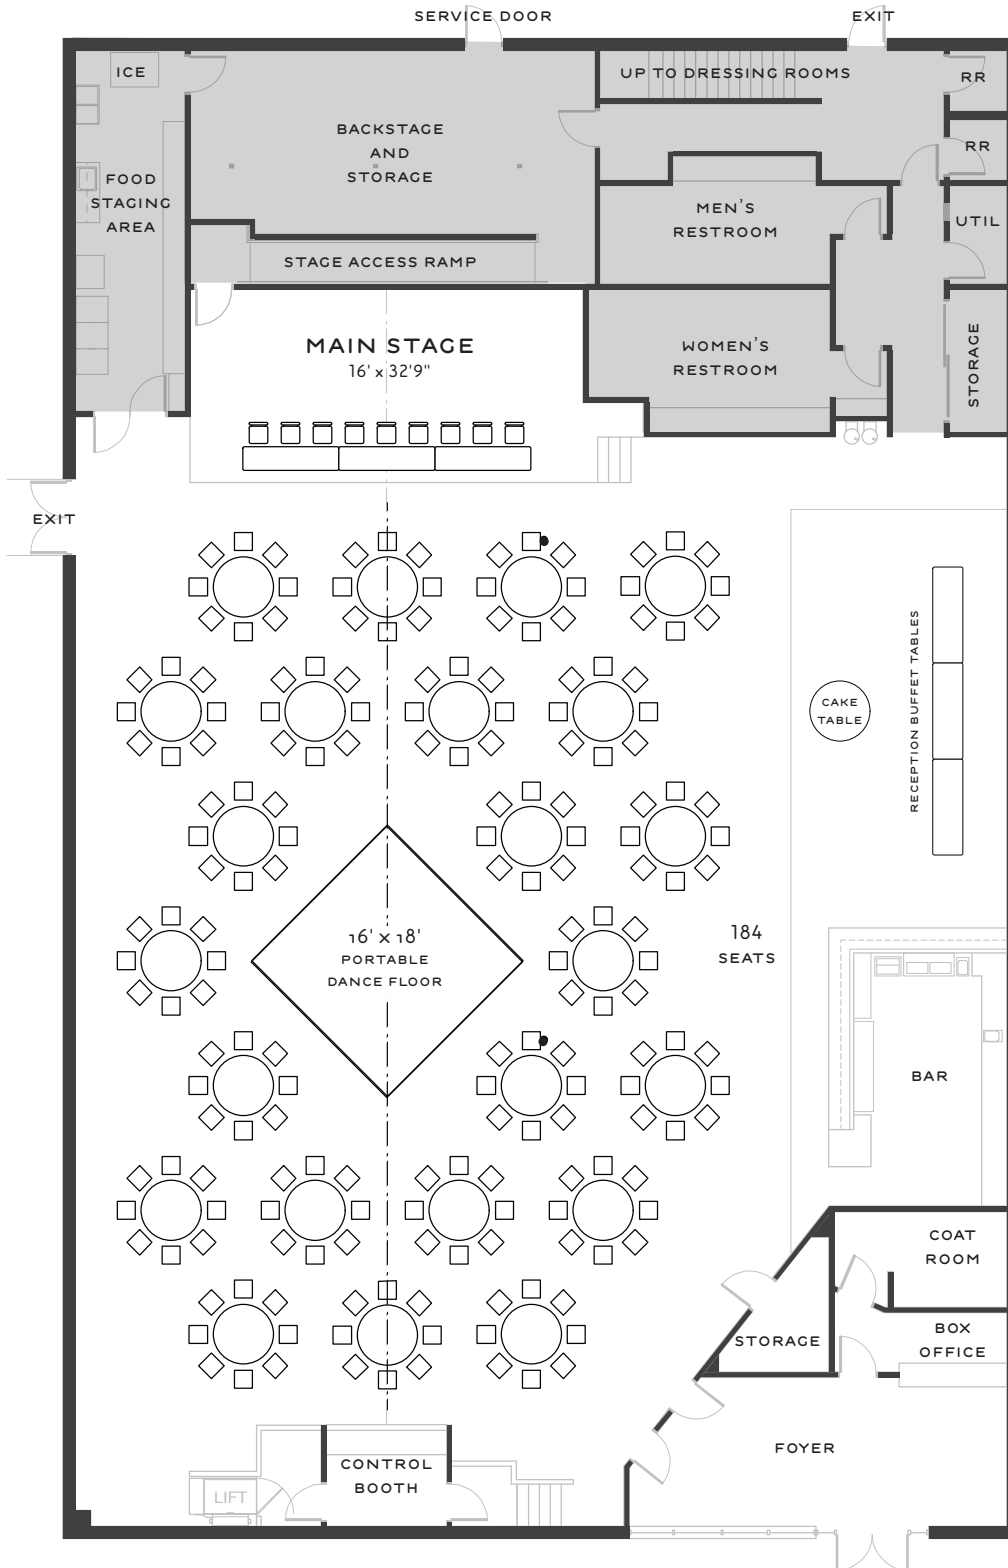 SERVICE DOOR
EXIT
ICE
UP TO DRESSING ROOMS
RR
BACKSTAGE
AND
STORAGE
RR
FOOD
STAGING
AREA
MEN'S
RESTROOM
UTIL
STAGE ACCESS RAMP
MAIN STAGE
16' x 32'9"
WOMEN'S
RESTROOM
STORAGE
EXIT
RECEPTION BUFFET TABLES
CAKE
TABLE
16' x 18'
PORTABLE
DANCE FLOOR
184
SEATS
BAR
COAT
ROOM
STORAGE
BOX
OFFICE
FOYER
CONTROL
BOOTH
LIFT